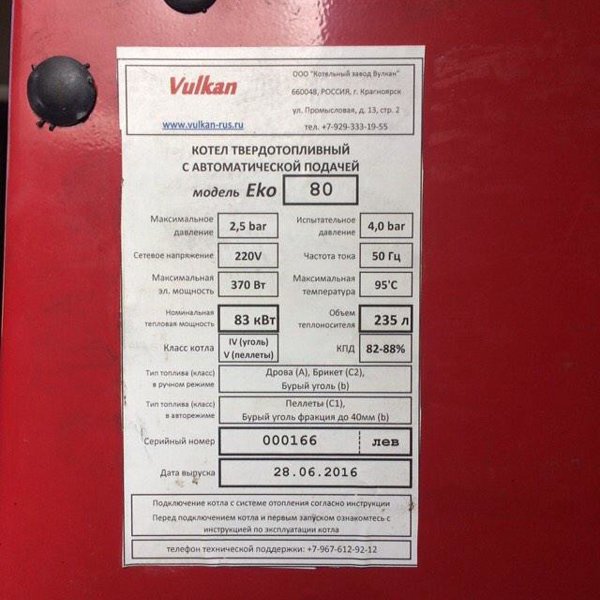 Vulkan
www.vulkan-rus.ru
ООО "Котельный завод Вулкан"
660048, РОССИЯ, г. Красноярск
ул. Промысловая, д. 13, стр. 2
тел. +7-929-333-19-55
КОТЕЛ ТВЕРДОТОПЛИВНЫЙ
С АВТОМАТИЧЕСКОЙ ПОДАЧЕЙ
модель Eko 80
Максимальное давление 2,5 bar
Испытательное давление 4,0 bar
Сетевое напряжение 220V
Частота тока 50 Гц
Максимальная эл. мощность 370 Вт
Максимальная температура 95'С
Номинальная тепловая мощность 83 кВт
Объем теплоносителя 235 л
Класс котла IV (уголь) V (пеллеты)
КПД 82-88%
Тип топлива (класс) в ручном режиме
Дрова (А), Брикет (С2),
Бурый уголь (b)
Тип топлива (класс) в авторежиме
Пеллеты (С1),
Бурый уголь фракция до 40мм (b)
Серийный номер 000166 лев
Дата выпуска 28.06.2016
Подключение котла с системе отопления согласно инструкции
Перед подключением котла и первым запуском ознакомьтесь с
инструкцией по эксплуатации котла
телефон технической поддержки: +7-967-612-92-12